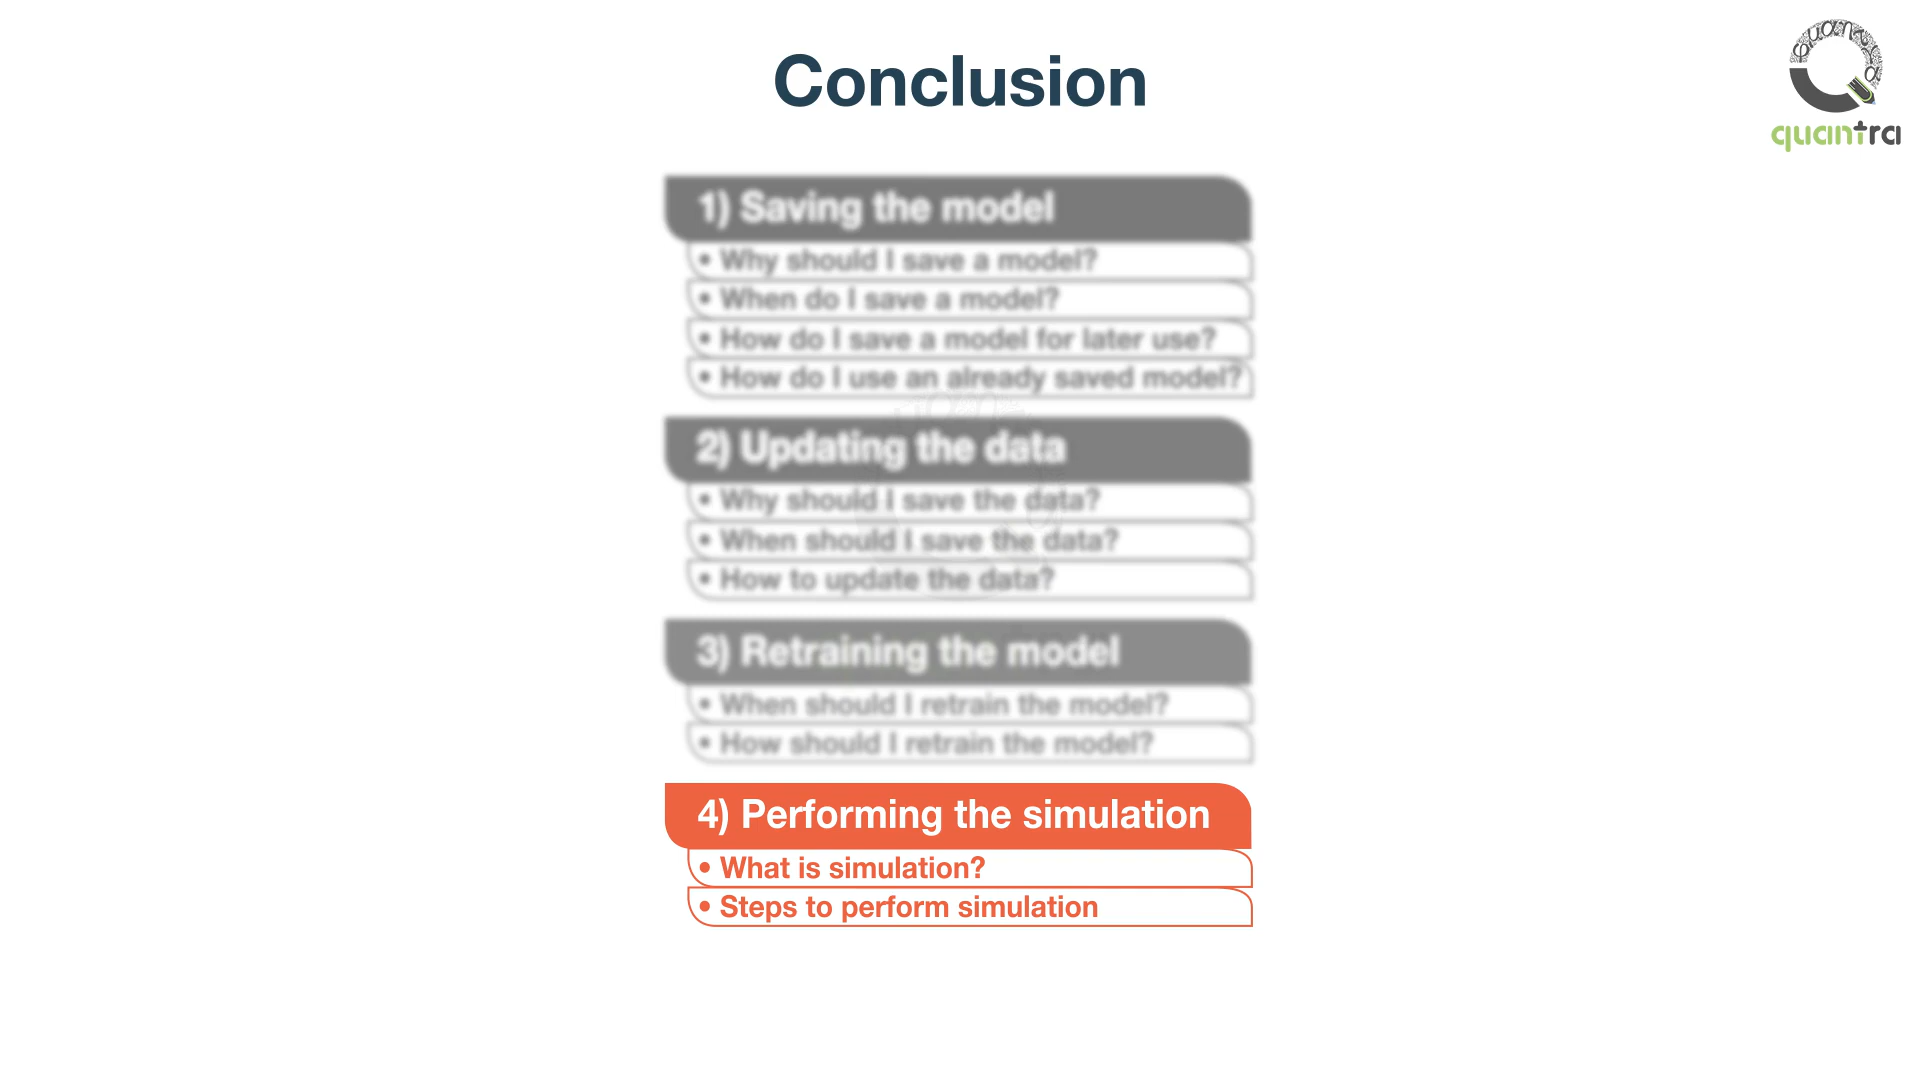 Conclusion
quantra
1) Saving the model
• Why should I save a model?
• When do I save a model?
• How do I save a model for later use?
• How do I use an already saved model?
2) Updating the data
• Why should I save the data?
• When should I save the data?
• How to update the data?
3) Retraining the model
• When should I retrain the model?
• How should I retrain the model?
4) Performing the simulation
• What is simulation?
• Steps to perform simulation